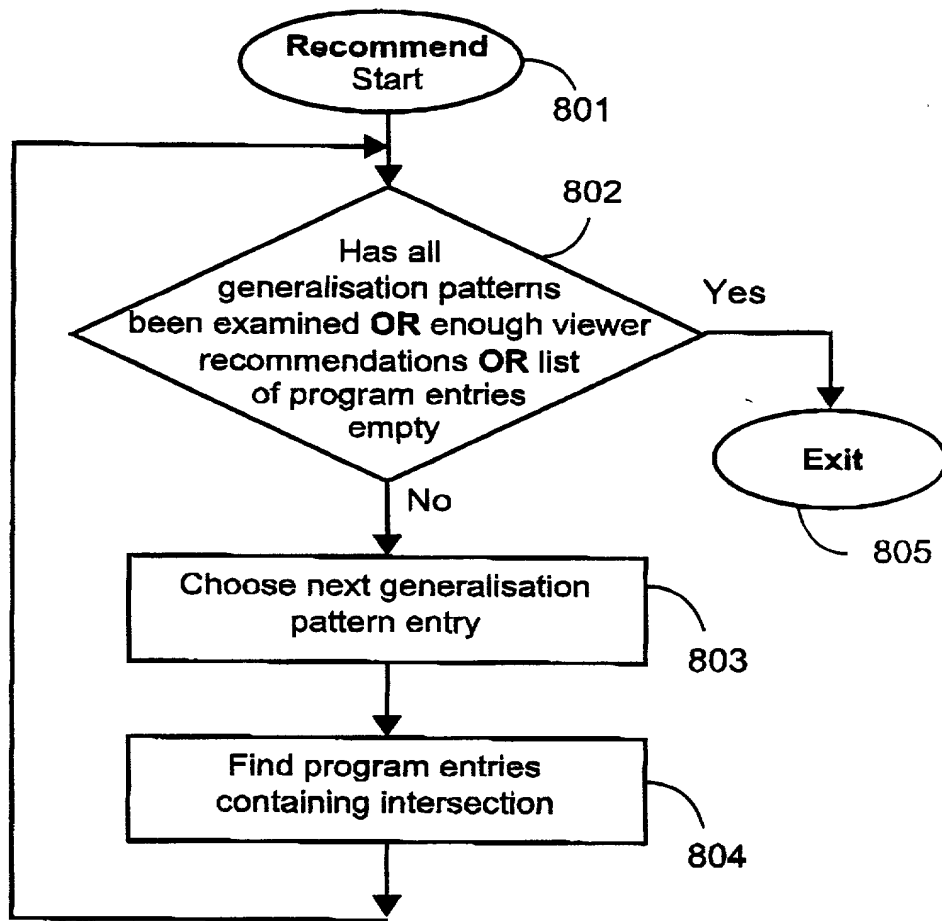 Recommend
Start
801
802
Has all
generalisation patterns
been examined OR enough viewer
recommendations OR list
of program entries
empty
Yes
Exit
805
No
Choose next generalisation
pattern entry
803
Find program entries
containing intersection
804